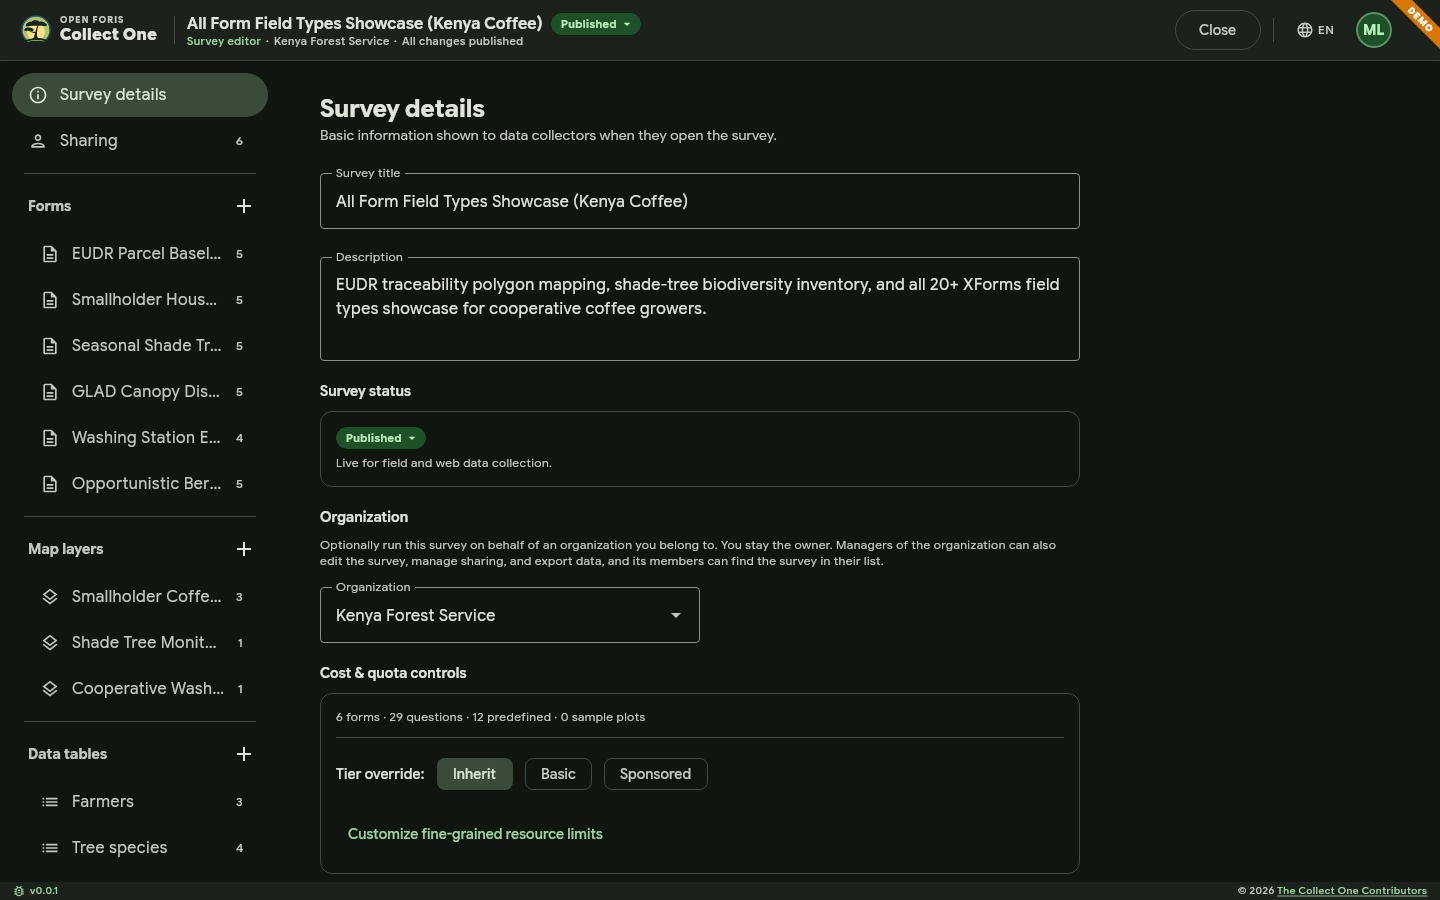 OPEN FORIS
Collect One
All Form Field Types Showcase (Kenya Coffee)
Published
Survey editor · Kenya Forest Service · All changes published
Close
EN
ML
DEMO
Survey details
Sharing 6
Forms
EUDR Parcel Basel... 5
Smallholder Hous... 5
Seasonal Shade Tr... 5
GLAD Canopy Dis... 5
Washing Station E... 4
Opportunistic Ber... 5
Map layers
Smallholder Coffe... 3
Shade Tree Monit... 1
Cooperative Wash... 1
Data tables
Farmers 3
Tree species 4
Survey details
Basic information shown to data collectors when they open the survey.
Survey title
All Form Field Types Showcase (Kenya Coffee)
Description
EUDR traceability polygon mapping, shade-tree biodiversity inventory, and all 20+ XForms field
types showcase for cooperative coffee growers.
Survey status
Published
Live for field and web data collection.
Organization
Optionally run this survey on behalf of an organization you belong to. You stay the owner. Managers of the organization can also
edit the survey, manage sharing, and export data, and its members can find the survey in their list.
Organization
Kenya Forest Service
Cost & quota controls
6 forms · 29 questions · 12 predefined · 0 sample plots
Tier override: Inherit Basic Sponsored
Customize fine-grained resource limits
v0.0.1
© 2026 The Collect One Contributors